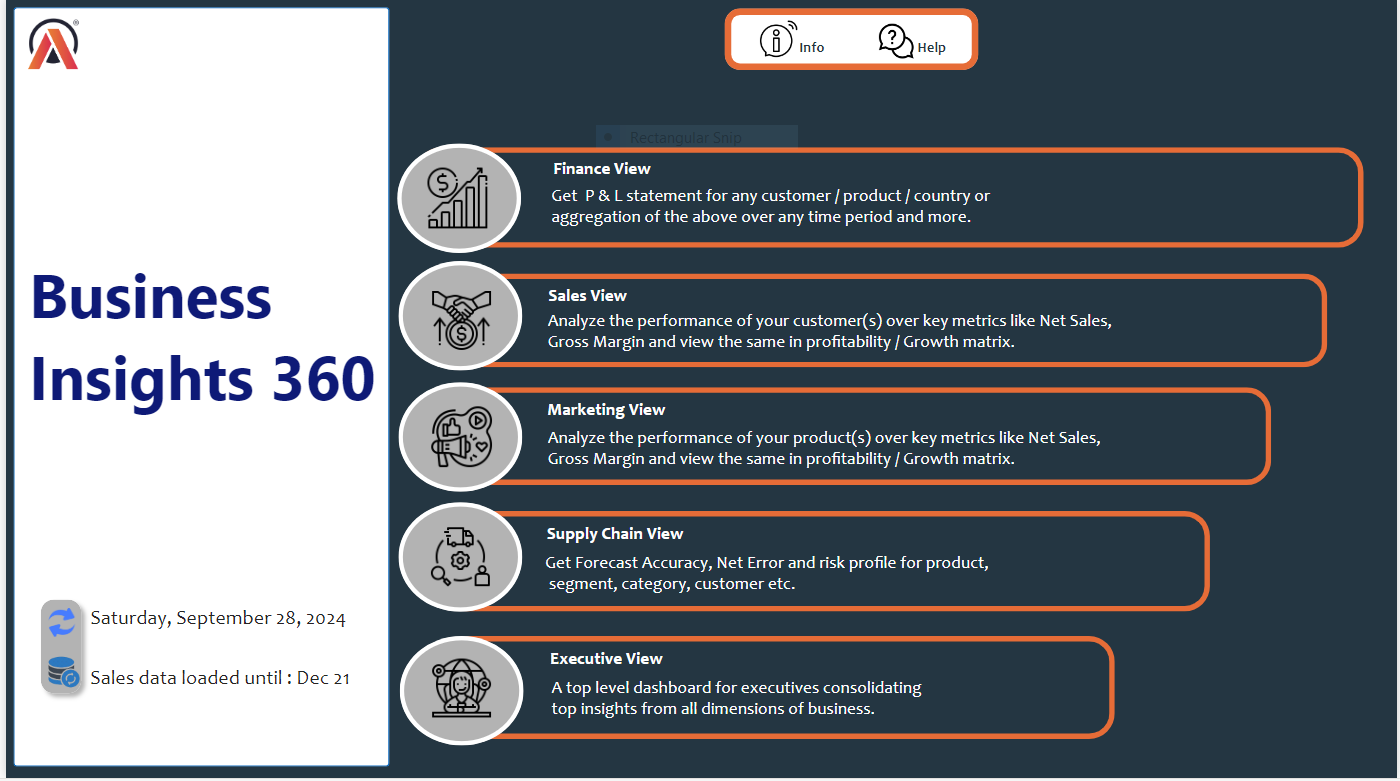 ®
Info
Help
Rectangular Snip
Business
Insights 360
Saturday, September 28, 2024
Sales data loaded until : Dec 21
Finance View
Get P & L statement for any customer / product / country or
aggregation of the above over any time period and more.
Sales View
Analyze the performance of your customer(s) over key metrics like Net Sales,
Gross Margin and view the same in profitability / Growth matrix.
Marketing View
Analyze the performance of your product(s) over key metrics like Net Sales,
Gross Margin and view the same in profitability / Growth matrix.
Supply Chain View
Get Forecast Accuracy, Net Error and risk profile for product,
segment, category, customer etc.
Executive View
A top level dashboard for executives consolidating
top insights from all dimensions of business.